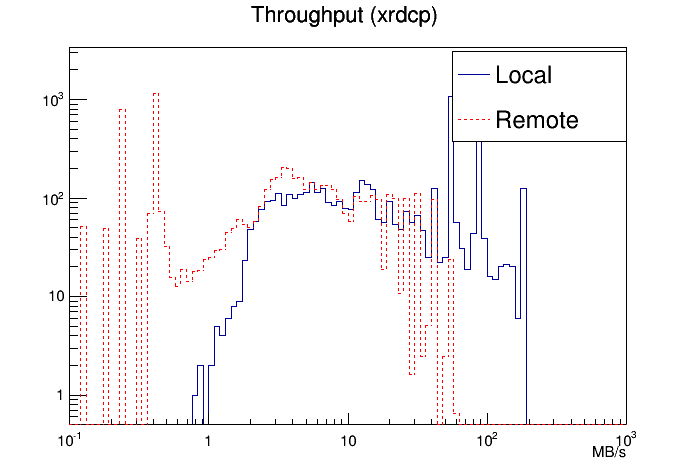 Throughput (xrdcp)
Local
Remote
10³
10²
10
1
10⁻¹ 1 10 10² 10³
MB/s